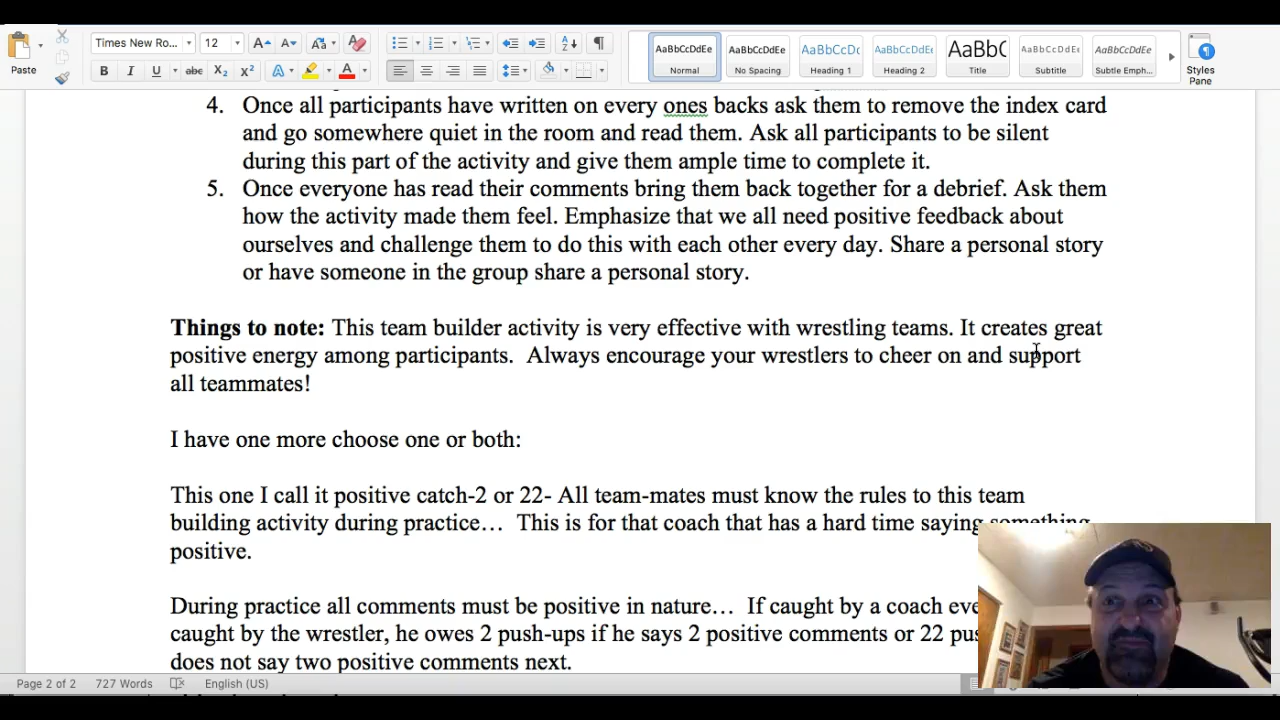 Times New Ro...
12
Paste
AaBbCcDdEe
AaBbCcDdEe
AaBbCcDc
AaBbCcDdEe
AaBbC
AaBbCcDdEe
AaBbCcDdEe
Normal
No Spacing
Heading 1
Heading 2
Title
Subtitle
Subtle Emph...
Styles
Pane
4. Once all participants have written on every ones backs ask them to remove the index card
and go somewhere quiet in the room and read them. Ask all participants to be silent
during this part of the activity and give them ample time to complete it.
5. Once everyone has read their comments bring them back together for a debrief. Ask them
how the activity made them feel. Emphasize that we all need positive feedback about
ourselves and challenge them to do this with each other every day. Share a personal story
or have someone in the group share a personal story.
Things to note: This team builder activity is very effective with wrestling teams. It creates great
positive energy among participants.  Always encourage your wrestlers to cheer on and support
all teammates!
I have one more choose one or both:
This one I call it positive catch-2 or 22- All team-mates must know the rules to this team
building activity during practice…  This is for that coach that has a hard time saying something
positive.
During practice all comments must be positive in nature…  If caught by a coach eve
caught by the wrestler, he owes 2 push-ups if he says 2 positive comments or 22 pus
does not say two positive comments next.
Page 2 of 2
727 Words
English (US)